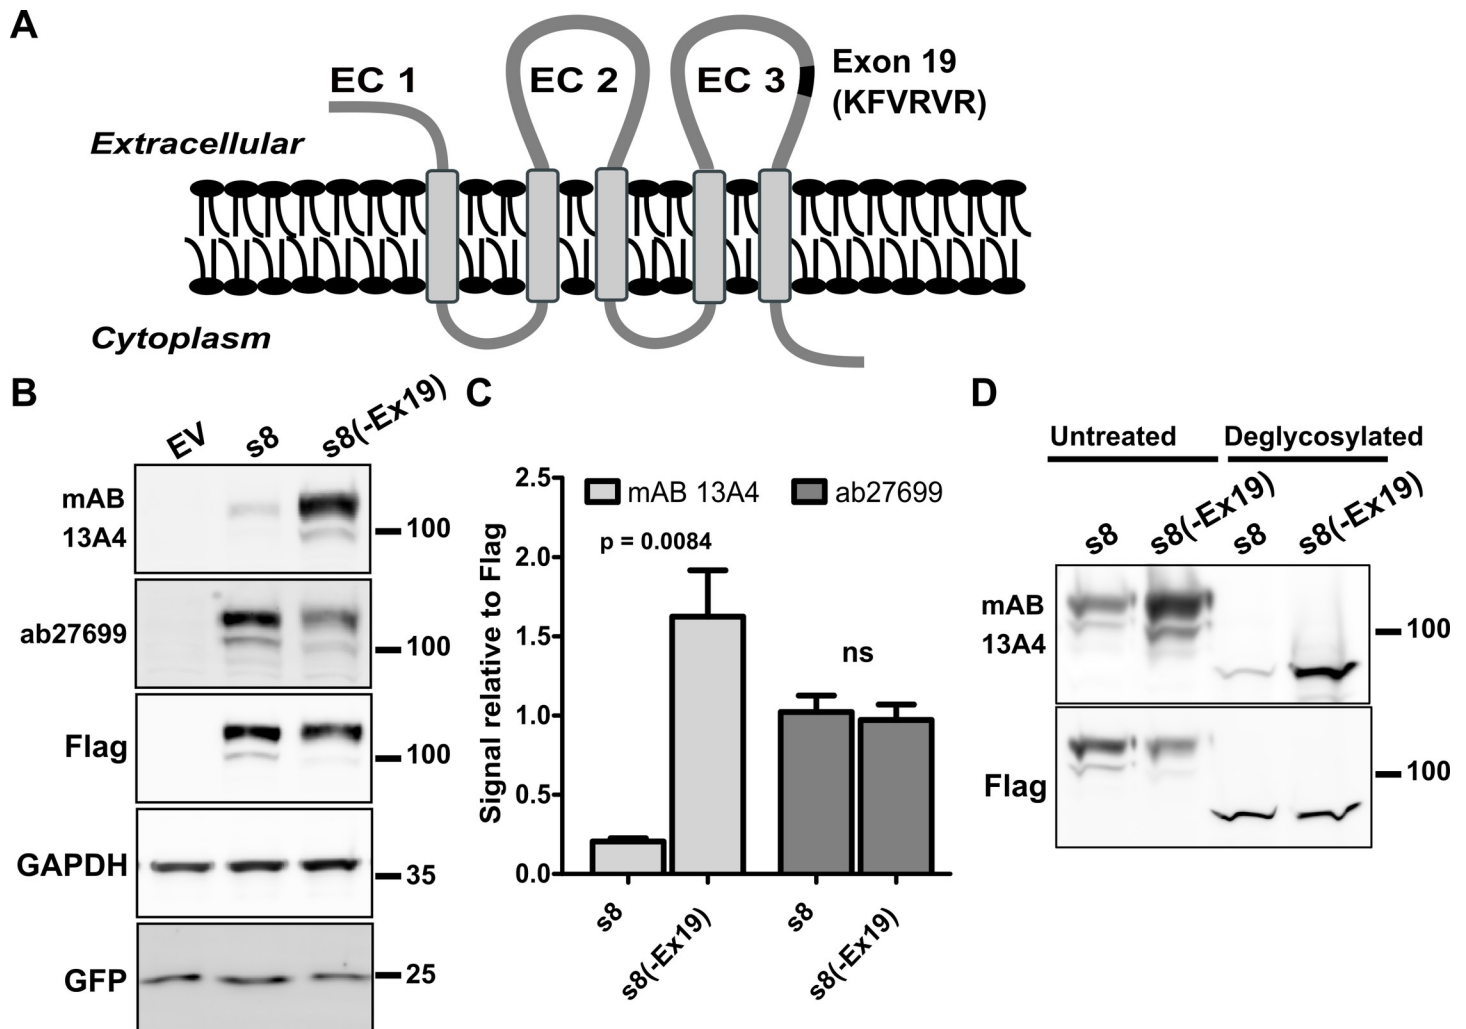 A
EC 1
EC 2
EC 3
Exon 19
(KFVRVR)
Extracellular
Cytoplasm
B
EV
s8
s8(-Ex19)
mAB
13A4
100
ab27699
100
Flag
100
GAPDH
35
GFP
25
C
Signal relative to Flag
2.5
2.0
1.5
1.0
0.5
0.0
mAB 13A4
ab27699
p = 0.0084
ns
s8
s8(-Ex19)
s8
s8(-Ex19)
D
Untreated
Deglycosylated
s8
s8(-Ex19)
s8
s8(-Ex19)
mAB
13A4
100
Flag
100